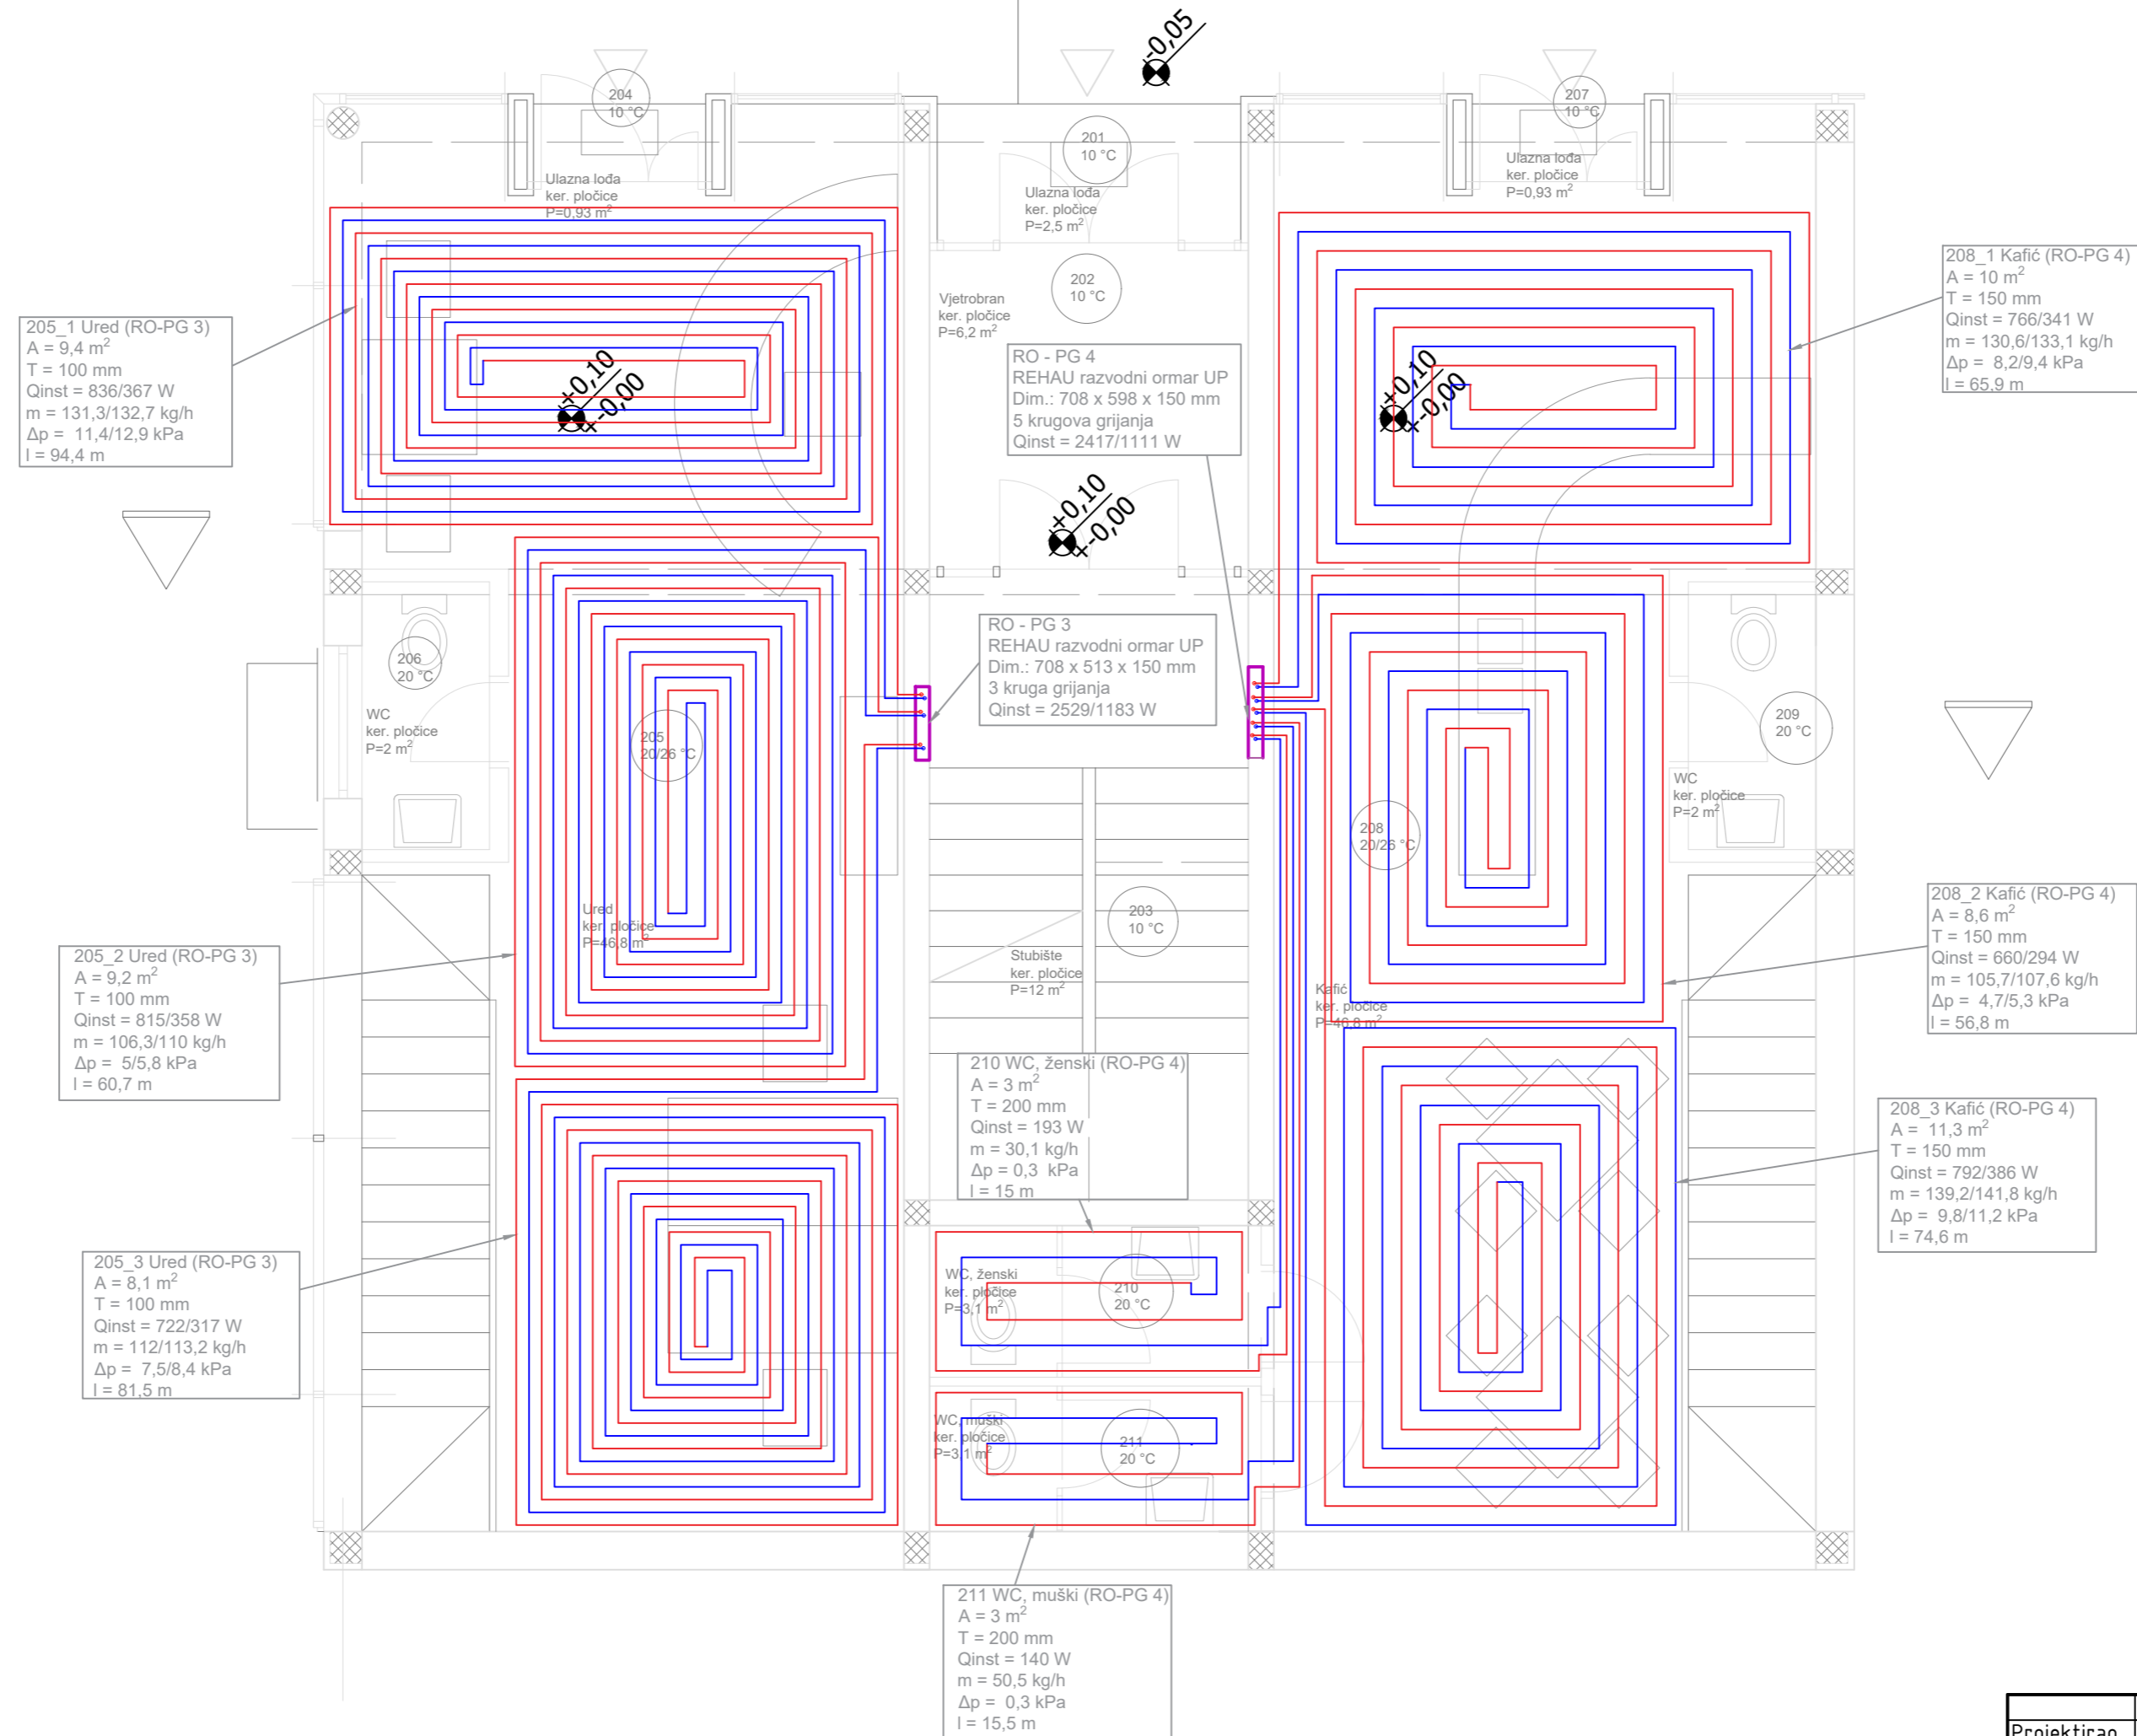 -0,05
204
10 °C
207
10 °C
201
10 °C
Ulazna lođa
ker. pločice
P=0,93 m²
Ulazna lođa
ker. pločice
P=2,5 m²
Ulazna lođa
ker. pločice
P=0,93 m²
202
10 °C
Vjetrobran
ker. pločice
P=6,2 m²
208_1 Kafić (RO-PG 4)
A = 10 m²
T = 150 mm
Qinst = 766/341 W
m = 130,6/133,1 kg/h
Δp = 8,2/9,4 kPa
l = 65,9 m
205_1 Ured (RO-PG 3)
A = 9,4 m²
T = 100 mm
Qinst = 836/367 W
m = 131,3/132,7 kg/h
Δp = 11,4/12,9 kPa
l = 94,4 m
RO - PG 4
REHAU razvodni ormar UP
Dim.: 708 x 598 x 150 mm
5 krugova grijanja
Qinst = 2417/1111 W
+0,10
+-0,00
+0,10
+-0,00
+0,10
+-0,00
RO - PG 3
REHAU razvodni ormar UP
Dim.: 708 x 513 x 150 mm
3 kruga grijanja
Qinst = 2529/1183 W
206
20 °C
WC
ker. pločice
P=2 m²
205
20/26 °C
209
20 °C
WC
ker. pločice
P=2 m²
208
20/26 °C
Ured
ker. pločice
P=46,8 m²
203
10 °C
Stubište
ker. pločice
P=12 m²
Kafić
ker. pločice
P=46,8 m²
208_2 Kafić (RO-PG 4)
A = 8,6 m²
T = 150 mm
Qinst = 660/294 W
m = 105,7/107,6 kg/h
Δp = 4,7/5,3 kPa
l = 56,8 m
205_2 Ured (RO-PG 3)
A = 9,2 m²
T = 100 mm
Qinst = 815/358 W
m = 106,3/110 kg/h
Δp = 5/5,8 kPa
l = 60,7 m
210 WC, ženski (RO-PG 4)
A = 3 m²
T = 200 mm
Qinst = 193 W
m = 30,1 kg/h
Δp = 0,3 kPa
l = 15 m
208_3 Kafić (RO-PG 4)
A = 11,3 m²
T = 150 mm
Qinst = 792/386 W
m = 139,2/141,8 kg/h
Δp = 9,8/11,2 kPa
l = 74,6 m
205_3 Ured (RO-PG 3)
A = 8,1 m²
T = 100 mm
Qinst = 722/317 W
m = 112/113,2 kg/h
Δp = 7,5/8,4 kPa
l = 81,5 m
WC, ženski
ker. pločice
P=3,1 m²
210
20 °C
WC, muški
ker. pločice
P=3,1 m²
211
20 °C
211 WC, muški (RO-PG 4)
A = 3 m²
T = 200 mm
Qinst = 140 W
m = 50,5 kg/h
Δp = 0,3 kPa
l = 15,5 m
Projektirao